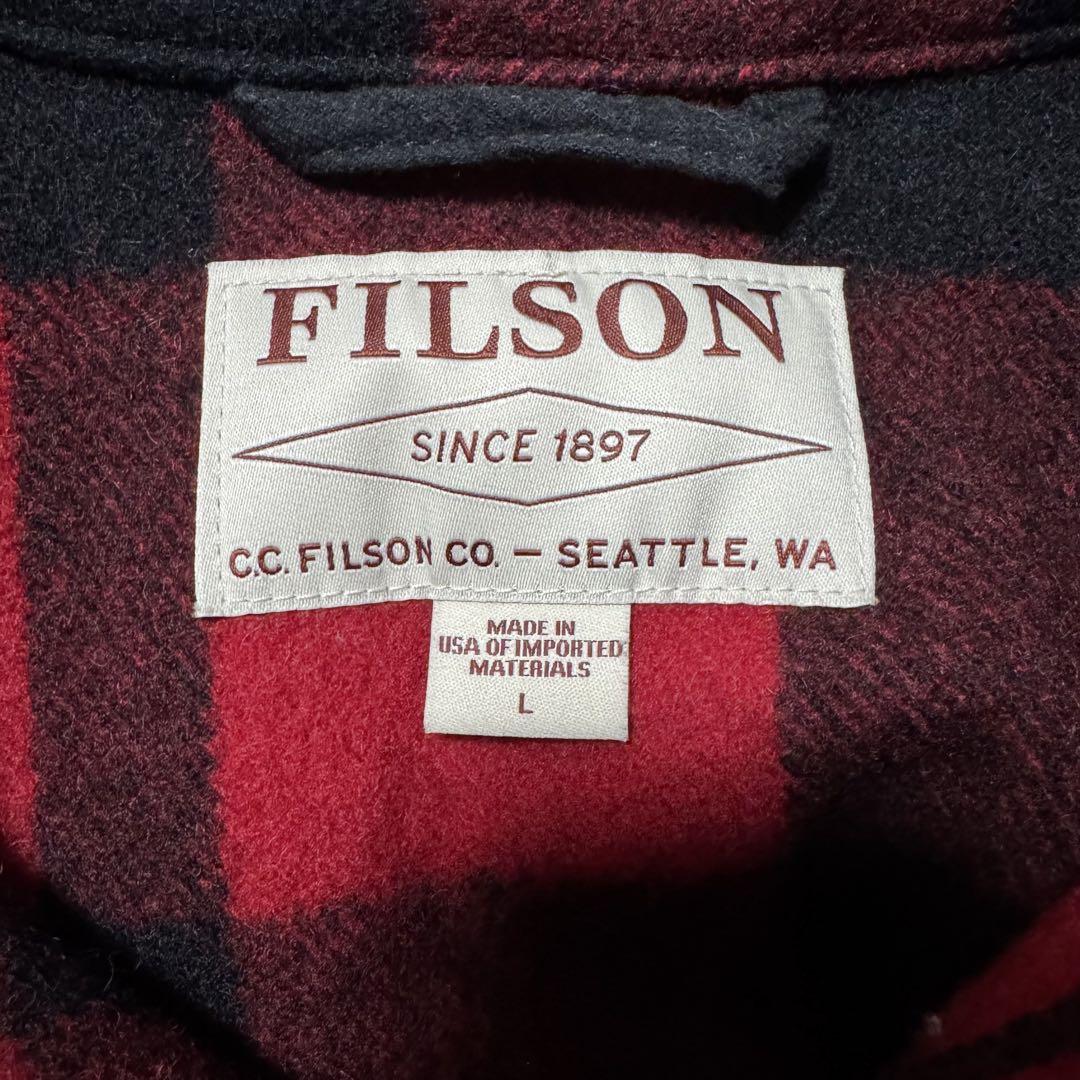 FILSON
SINCE 1897
C.C. FILSON CO. — SEATTLE, WA
MADE IN
USA OF IMPORTED
MATERIALS
L